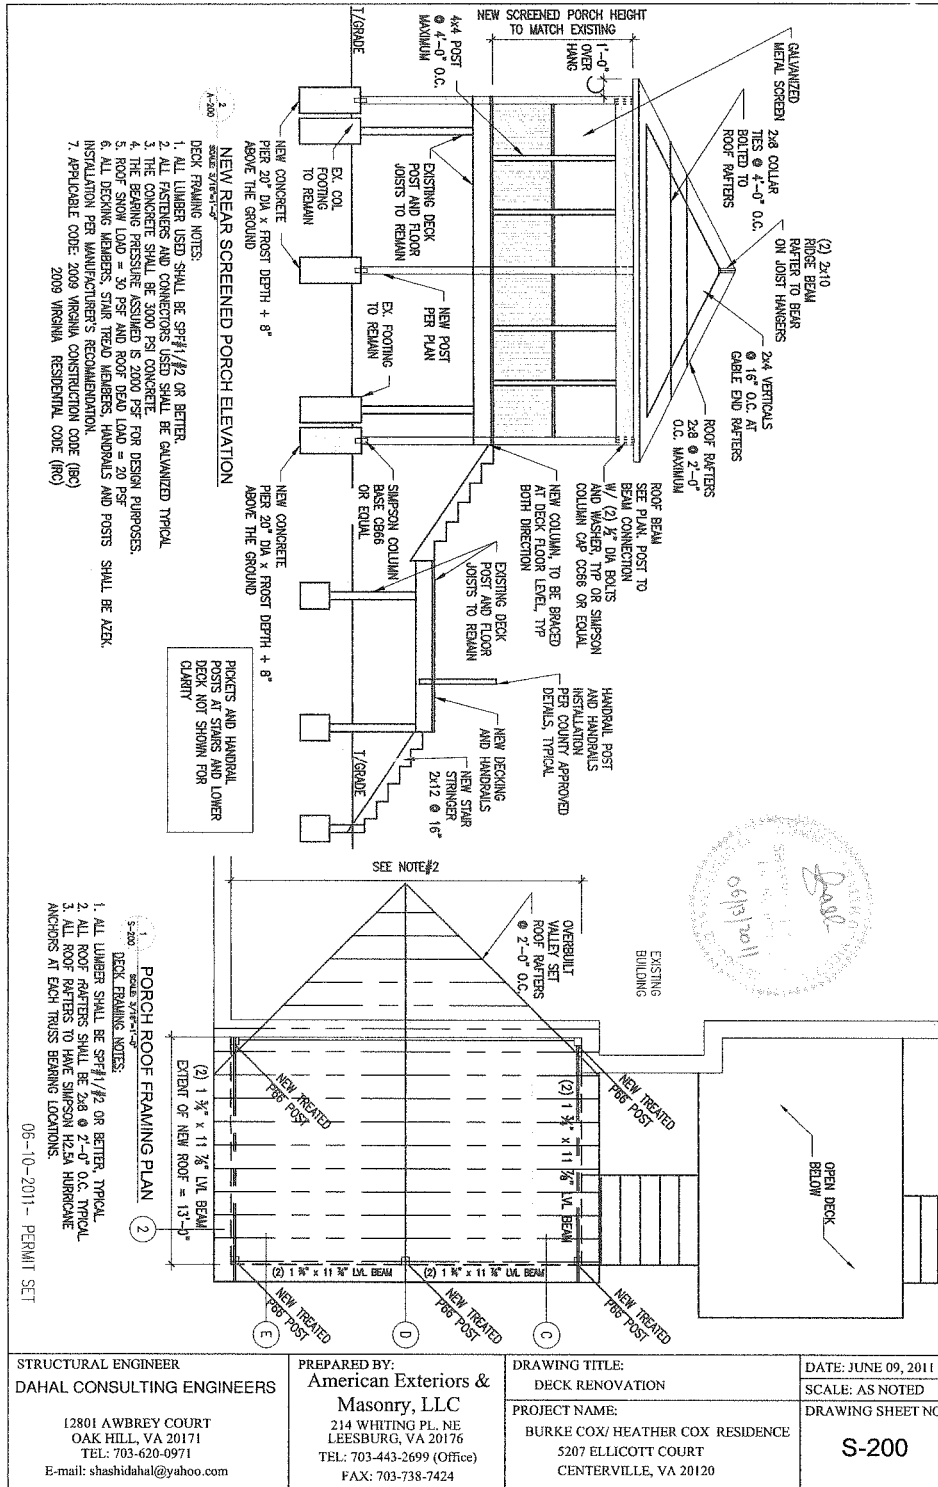 NEW SCREENED PORCH HEIGHT
TO MATCH EXISTING
T/GRADE
4x4 POST
@ 4'-0" O.C.
MAXIMUM
1'-0"
OVER
HANG
GALVANIZED
METAL SCREEN
2x8 COLLAR
TIES @ 4'-0" O.C.
BOLTED TO
ROOF RAFTERS
(2) 2x10
RIDGE BEAM
RAFTER TO BEAR
ON JOIST HANGERS
2x4 VERTICALS
@ 16" O.C. AT
GABLE END RAFTERS
ROOF RAFTERS
2x8 @ 2'-0"
O.C. MAXIMUM
ROOF BEAM
SEE PLAN. POST TO
BEAM CONNECTION
W/ (2) ½" DIA BOLTS
AND WASHER, TYP OR SIMPSON
COLUMN CAP CC66 OR EQUAL
NEW COLUMN, TO BE BRACED
AT DECK FLOOR LEVEL, TYP
BOTH DIRECTION
EXISTING DECK
POST AND FLOOR
JOISTS TO REMAIN
NEW POST
PER PLAN
EX. COL
FOOTING
TO REMAIN
EX. FOOTING
TO REMAIN
NEW CONCRETE
PIER 20" DIA x FROST DEPTH + 8"
ABOVE THE GROUND
SIMPSON COLUMN
BASE CB66
OR EQUAL
NEW CONCRETE
PIER 20" DIA x FROST DEPTH + 8"
ABOVE THE GROUND
EXISTING DECK
POST AND FLOOR
JOISTS TO REMAIN
HANDRAIL POST
AND HANDRAILS
INSTALLATION
PER COUNTY APPROVED
DETAILS, TYPICAL
NEW DECKING
AND HANDRAILS
NEW STAIR
STRINGER
2x12 @ 16"
T/GRADE
PICKETS AND HANDRAIL
POSTS AT STAIRS AND LOWER
DECK NOT SHOWN FOR
CLARITY
2
A-200
NEW REAR SCREENED PORCH ELEVATION
SCALE: 3/16"=1'-0"
DECK FRAMING NOTES:
1. ALL LUMBER USED SHALL BE SPF#1/#2 OR BETTER.
2. ALL FASTENERS AND CONNECTORS USED SHALL BE GALVANIZED TYPICAL
3. THE CONCRETE SHALL BE 3000 PSI CONCRETE.
4. THE BEARING PRESSURE ASSUMED IS 2000 PSF FOR DESIGN PURPOSES.
5. ROOF SNOW LOAD = 30 PSF AND ROOF DEAD LOAD = 20 PSF
6. ALL DECKING MEMBERS, STAIR TREAD MEMBERS, HANDRAILS AND POSTS SHALL BE AZEK.
INSTALLATION PER MANUFACTURER'S RECOMMENDATION.
7. APPLICABLE CODE: 2009 VIRGINIA CONSTRUCTION CODE (IBC)
2009 VIRGINIA RESIDENTIAL CODE (IRC)
06/13/2011
SEE NOTE#2
OVERBUILT
VALLEY SET
ROOF RAFTERS
@ 2'-0" O.C.
EXISTING
BUILDING
OPEN DECK
BELOW
NEW TREATED
P66 POST
NEW TREATED
P66 POST
(2) 1 ¾" x 11 ⅞" LVL BEAM
(2) 1 ¾" x 11 ⅞" LVL BEAM
EXTENT OF NEW ROOF = 13'-0"
(2) 1 ¾" x 11 ⅞" LVL BEAM
(2) 1 ¾" x 11 ⅞" LVL BEAM
NEW TREATED
P66 POST
NEW TREATED
P66 POST
NEW TREATED
P66 POST
2
E
D
C
1
S-200
PORCH ROOF FRAMING PLAN
SCALE: 3/16"=1'-0"
DECK FRAMING NOTES:
1. ALL LUMBER SHALL BE SPF#1/#2 OR BETTER, TYPICAL
2. ALL ROOF RAFTERS SHALL BE 2x8 @ 2'-0" O.C. TYPICAL
3. ALL ROOF RAFTERS TO HAVE SIMPSON H2.5A HURRICANE
ANCHORS AT EACH TRUSS BEARING LOCATIONS.
06-10-2011- PERMIT SET
STRUCTURAL ENGINEER
DAHAL CONSULTING ENGINEERS
12801 AWBREY COURT
OAK HILL, VA 20171
TEL: 703-620-0971
E-mail: shashidahal@yahoo.com
PREPARED BY:
American Exteriors &
Masonry, LLC
214 WHITING PL. NE
LEESBURG, VA 20176
TEL: 703-443-2699 (Office)
FAX: 703-738-7424
DRAWING TITLE:
DECK RENOVATION
PROJECT NAME:
BURKE COX/ HEATHER COX RESIDENCE
5207 ELLICOTT COURT
CENTERVILLE, VA 20120
DATE: JUNE 09, 2011
SCALE: AS NOTED
DRAWING SHEET NO
S-200